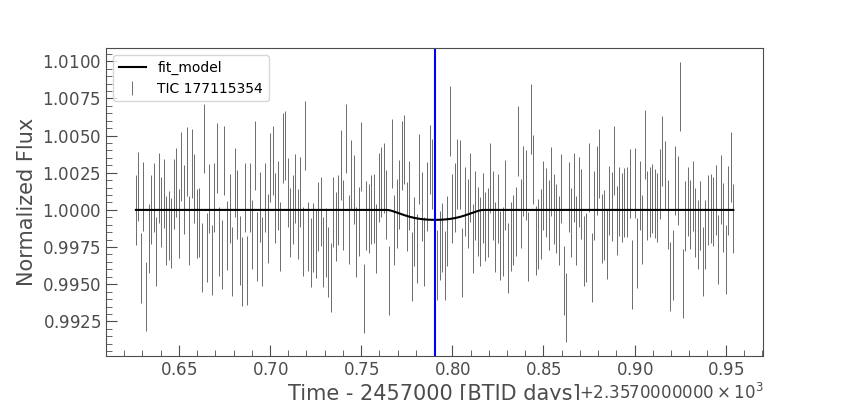 fit_model
TIC 177115354
1.0100
1.0075
1.0050
1.0025
1.0000
0.9975
0.9950
0.9925
Normalized Flux
0.65 0.70 0.75 0.80 0.85 0.90 0.95
Time - 2457000 [BTJD days]
+2.3570000000 × 10³